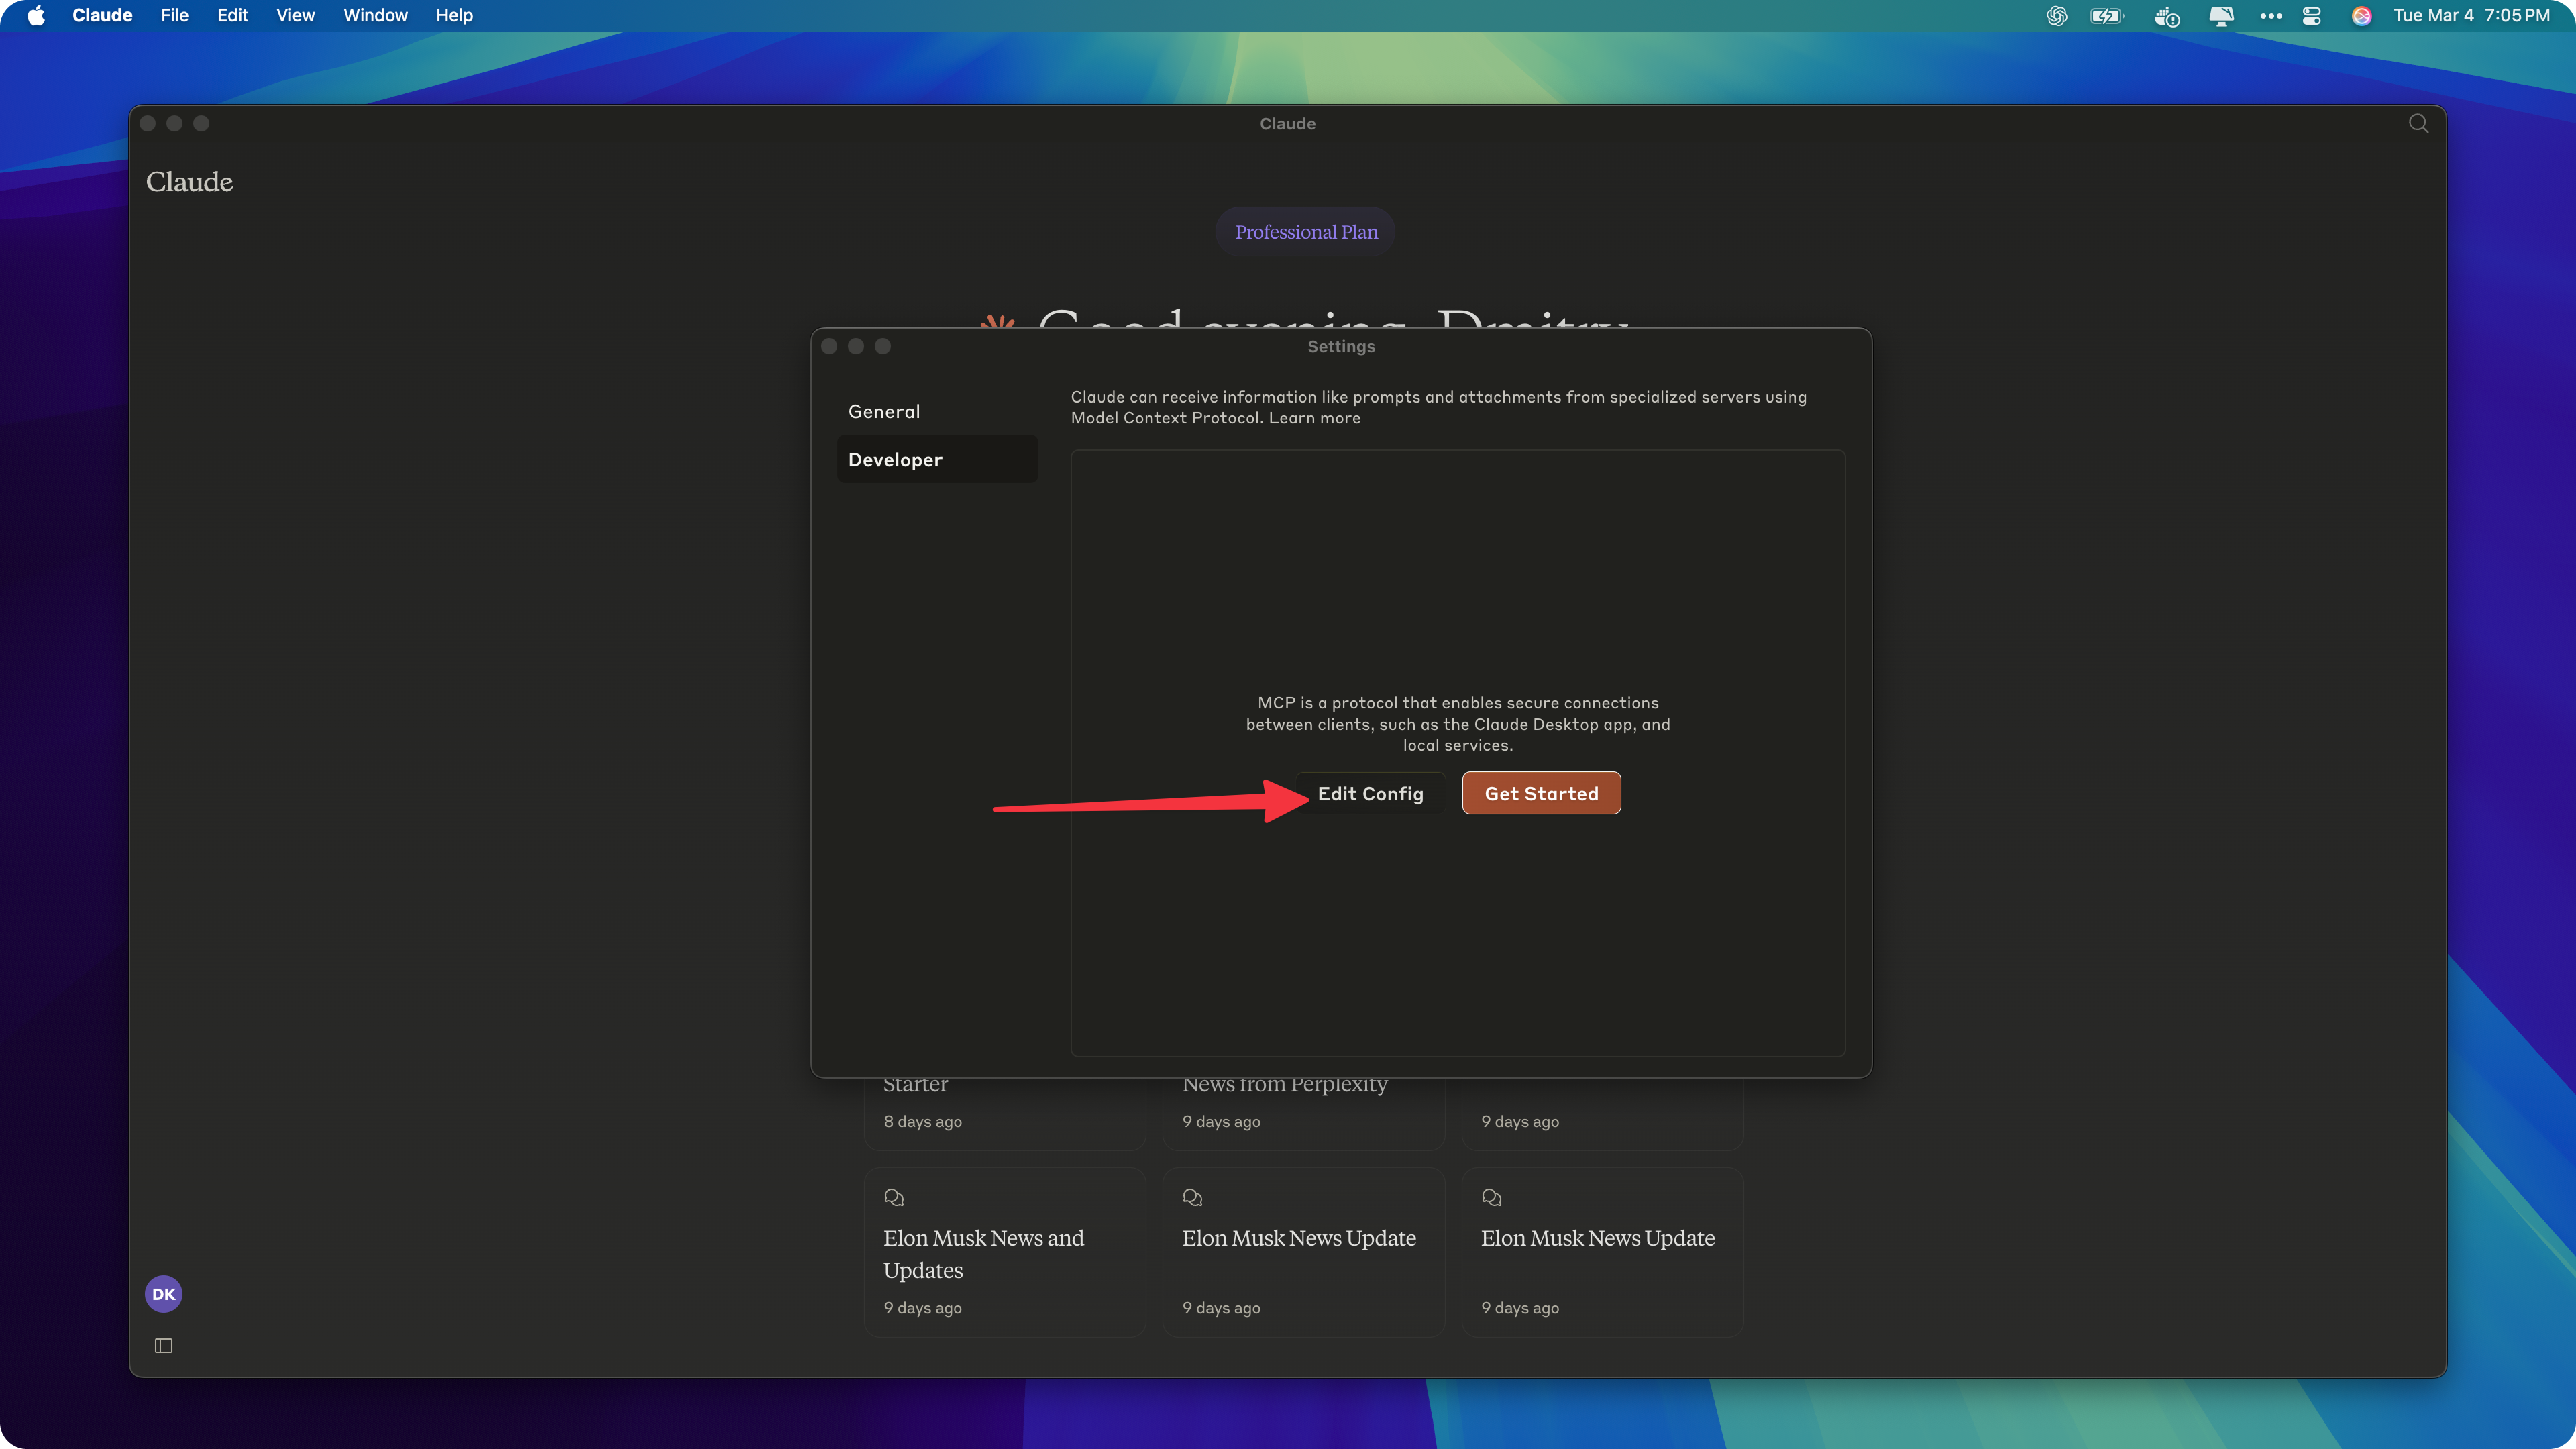 Claude File Edit View Window Help
Tue Mar 4 7:05 PM
Claude
Claude
Professional Plan
Good evening, Dmitry
Settings
General
Developer
Claude can receive information like prompts and attachments from specialized servers using
Model Context Protocol. Learn more
MCP is a protocol that enables secure connections
between clients, such as the Claude Desktop app, and
local services.
Edit Config
Get Started
Starter
8 days ago
News from Perplexity
9 days ago
9 days ago
Elon Musk News and
Updates
9 days ago
Elon Musk News Update
9 days ago
Elon Musk News Update
9 days ago
DK